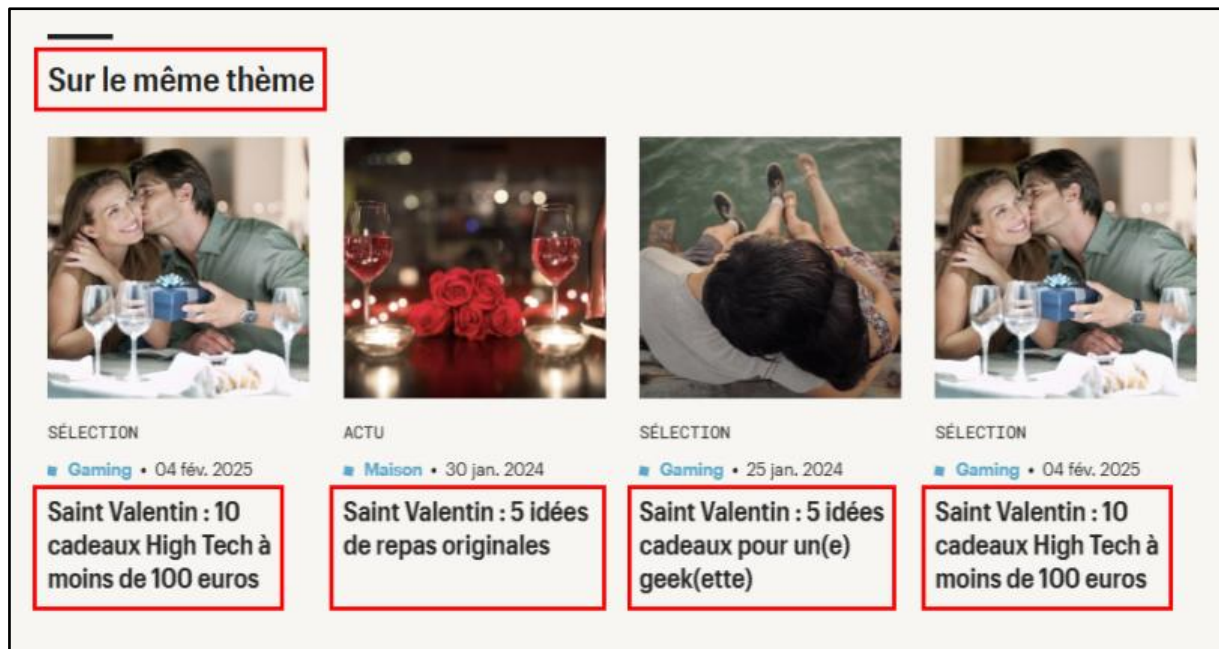 Sur le même thème
SÉLECTION
Gaming • 04 fév. 2025
Saint Valentin : 10
cadeaux High Tech à
moins de 100 euros
ACTU
Maison • 30 jan. 2024
Saint Valentin : 5 idées
de repas originales
SÉLECTION
Gaming • 25 jan. 2024
Saint Valentin : 5 idées
cadeaux pour un(e)
geek(ette)
SÉLECTION
Gaming • 04 fév. 2025
Saint Valentin : 10
cadeaux High Tech à
moins de 100 euros